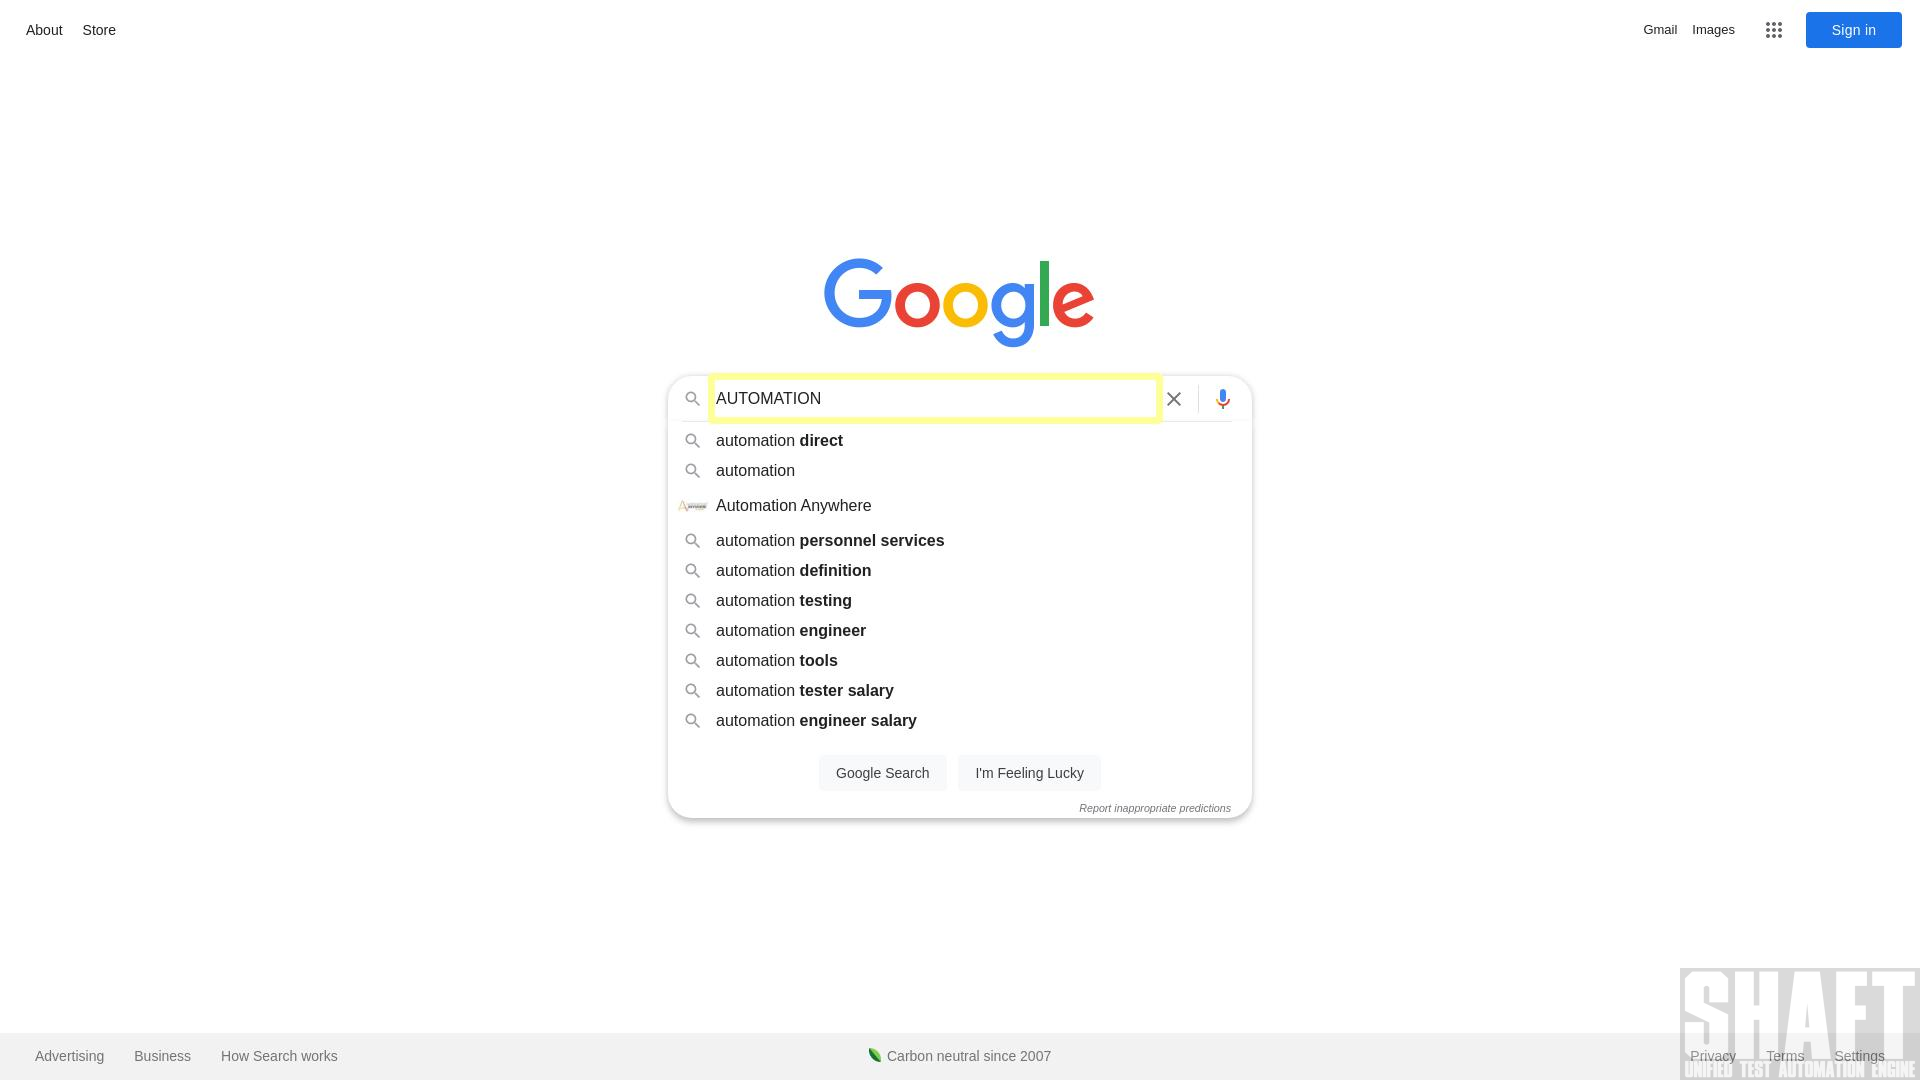 About Store
Gmail Images Sign in
Google
AUTOMATION
automation direct
automation
Automation Anywhere
automation personnel services
automation definition
automation testing
automation engineer
automation tools
automation tester salary
automation engineer salary
Google Search I'm Feeling Lucky
Report inappropriate predictions
Advertising Business How Search works Carbon neutral since 2007 Privacy Terms Settings
SHAFT
UNIFIED TEST AUTOMATION ENGINE